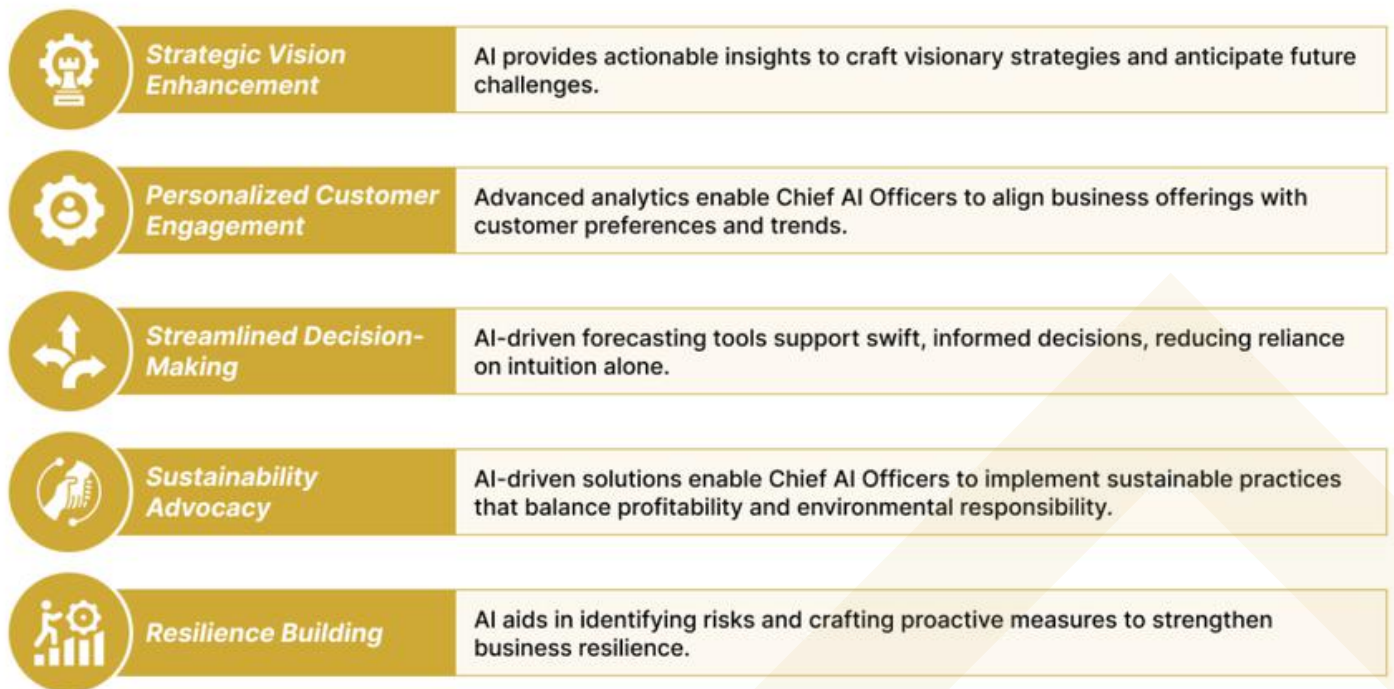 Strategic Vision
Enhancement
AI provides actionable insights to craft visionary strategies and anticipate future
challenges.
Personalized Customer
Engagement
Advanced analytics enable Chief AI Officers to align business offerings with
customer preferences and trends.
Streamlined Decision-
Making
AI-driven forecasting tools support swift, informed decisions, reducing reliance
on intuition alone.
Sustainability
Advocacy
AI-driven solutions enable Chief AI Officers to implement sustainable practices
that balance profitability and environmental responsibility.
Resilience Building
AI aids in identifying risks and crafting proactive measures to strengthen
business resilience.